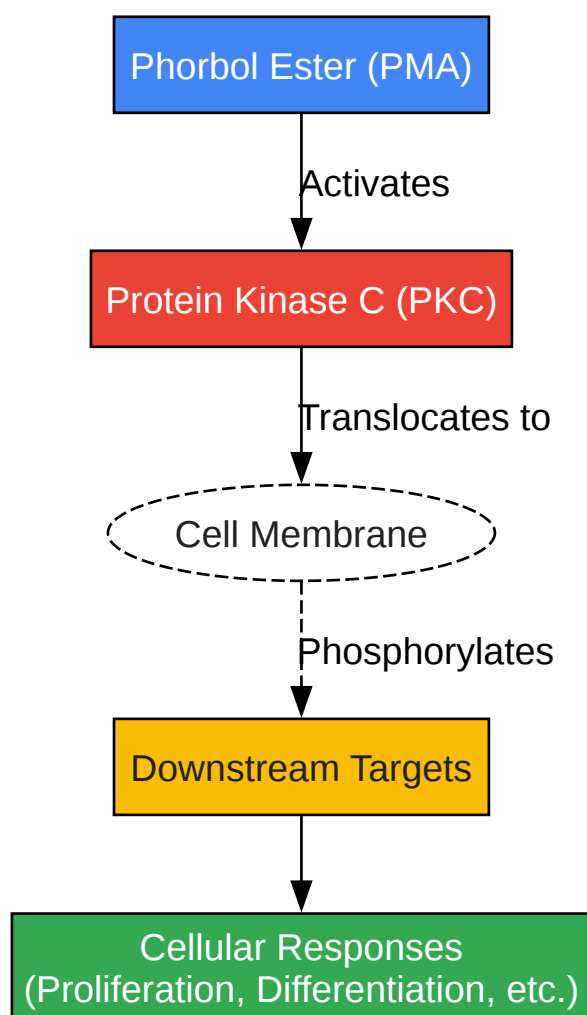 Phorbol Ester (PMA)
Activates
Protein Kinase C (PKC)
Translocates to
Cell Membrane
Phosphorylates
Downstream Targets
Cellular Responses
(Proliferation, Differentiation, etc.)